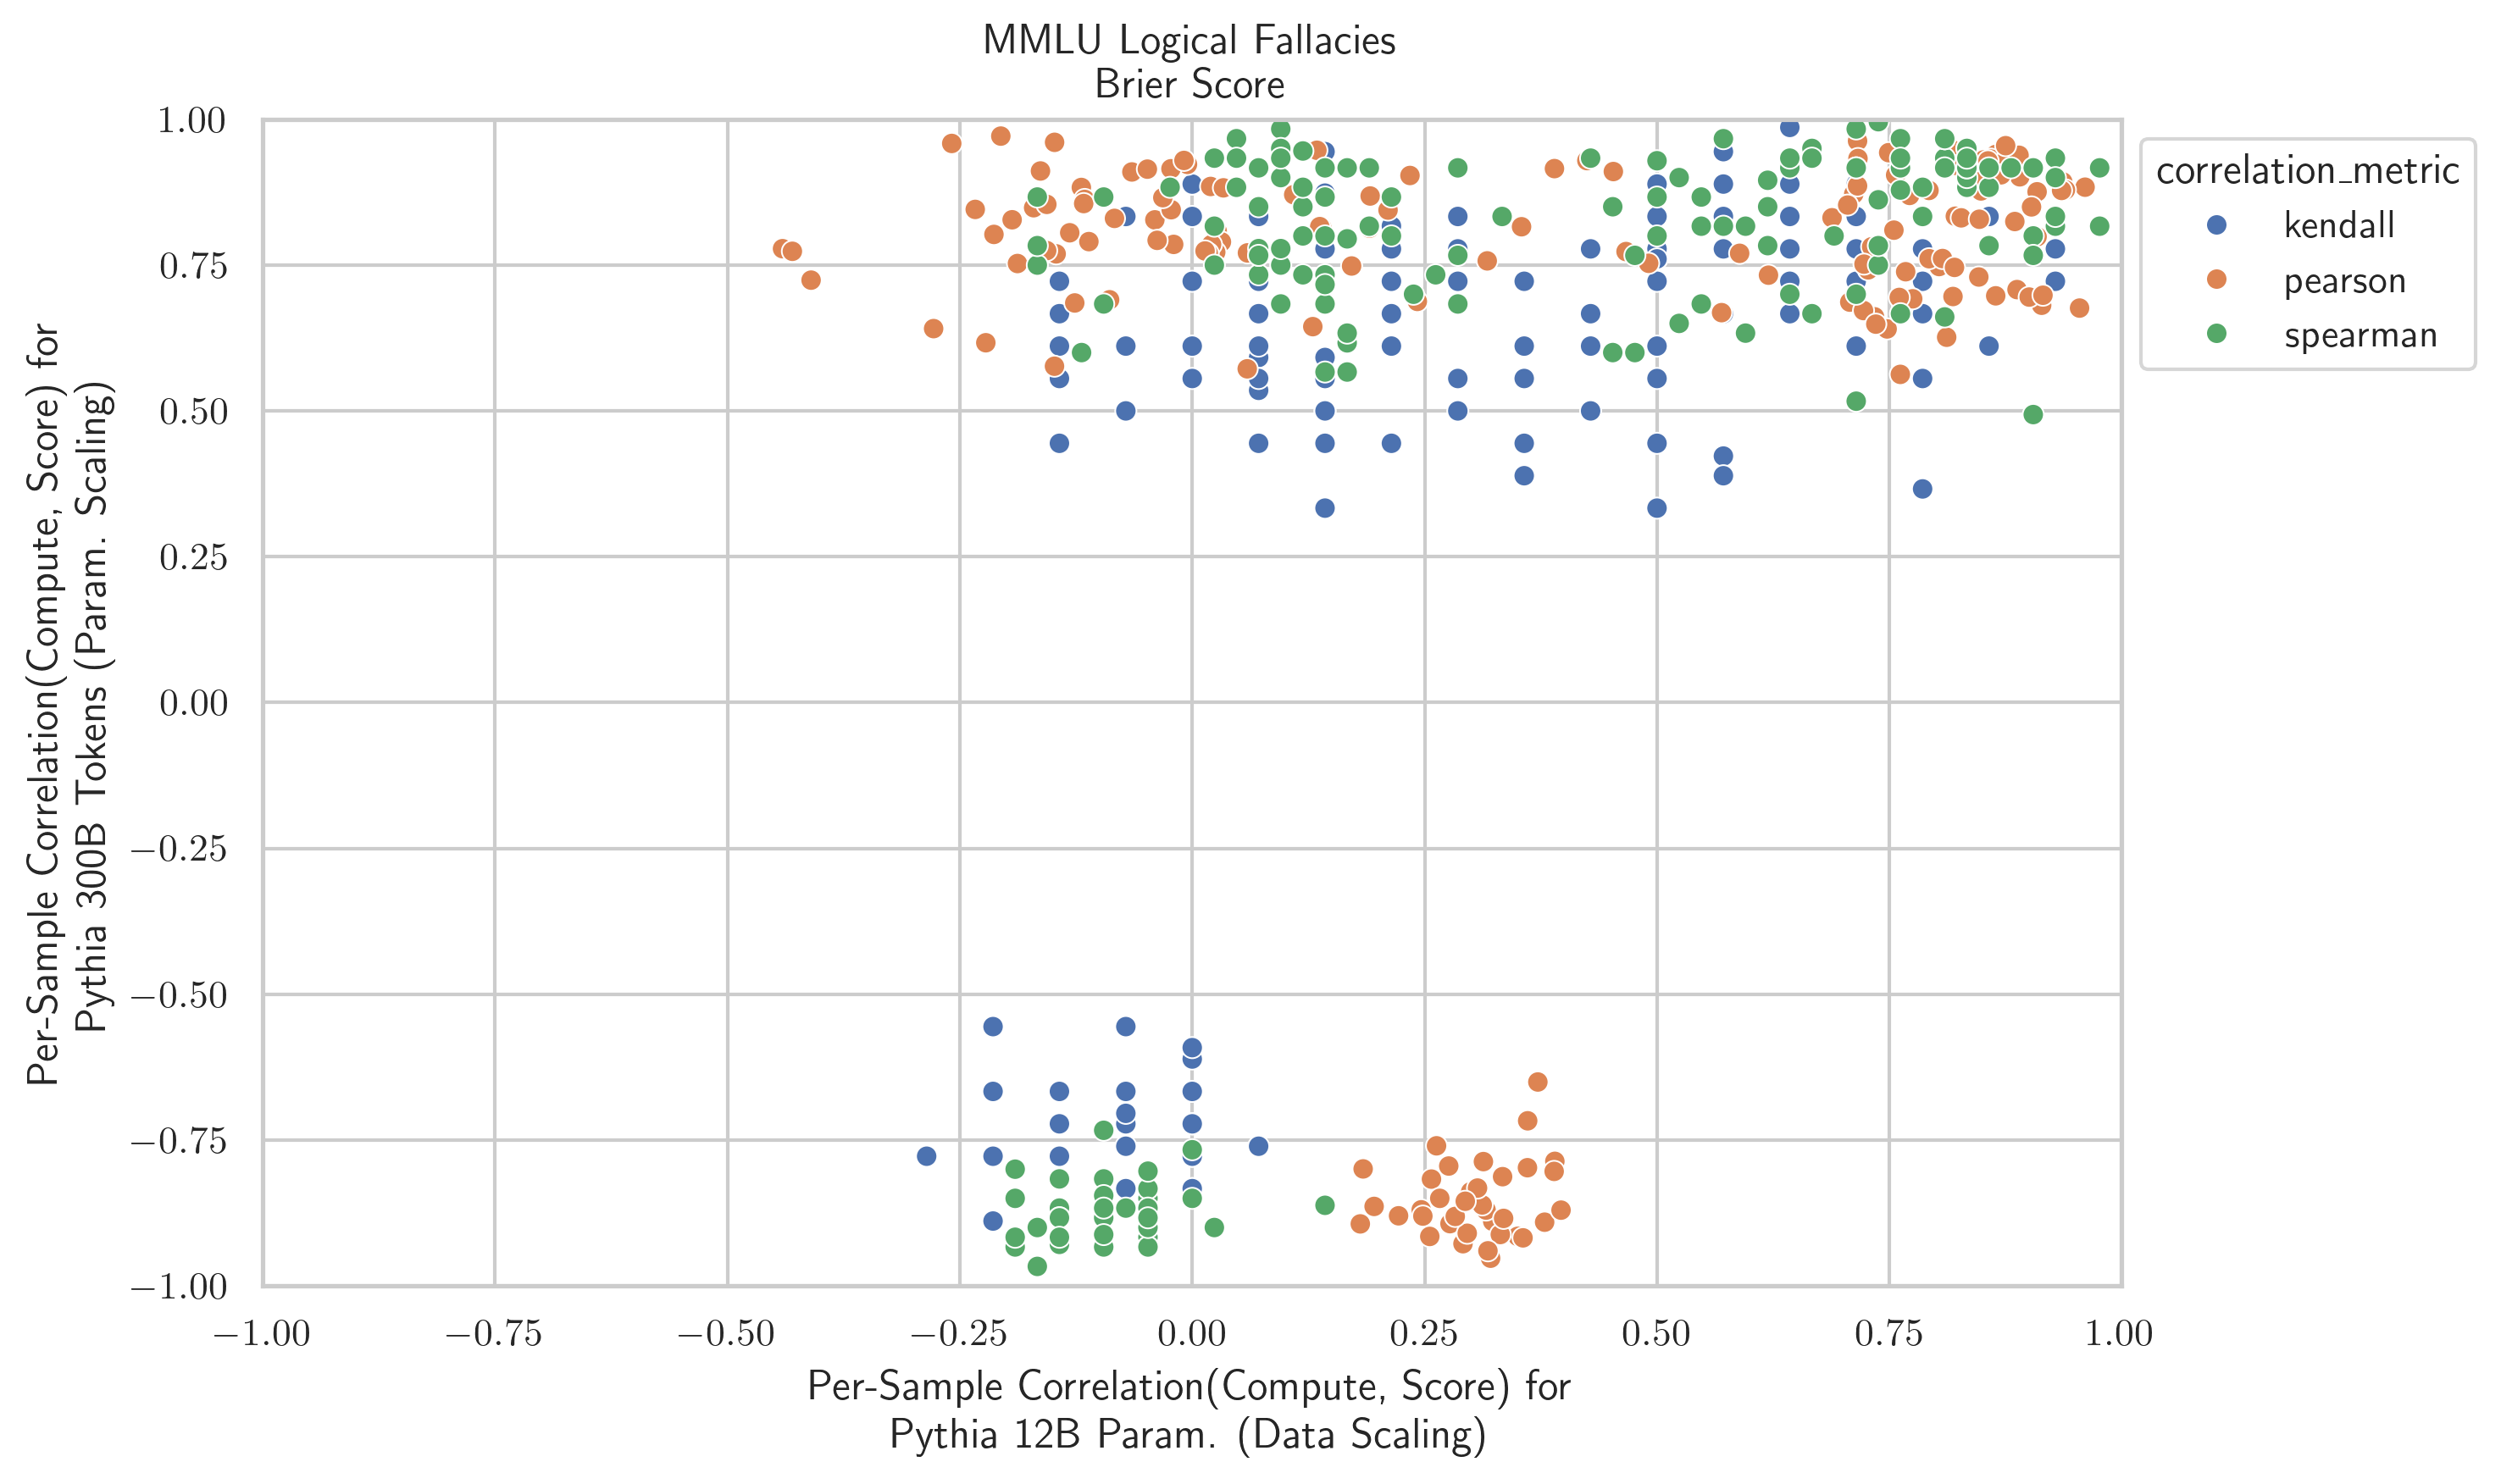 MMLU Logical Fallacies
Brier Score
Per-Sample Correlation(Compute, Score) for
Pythia 300B Tokens (Param. Scaling)
1.00
0.75
0.50
0.25
0.00
−0.25
−0.50
−0.75
−1.00
−1.00 −0.75 −0.50 −0.25 0.00 0.25 0.50 0.75 1.00
Per-Sample Correlation(Compute, Score) for
Pythia 12B Param. (Data Scaling)
correlation_metric
kendall
pearson
spearman